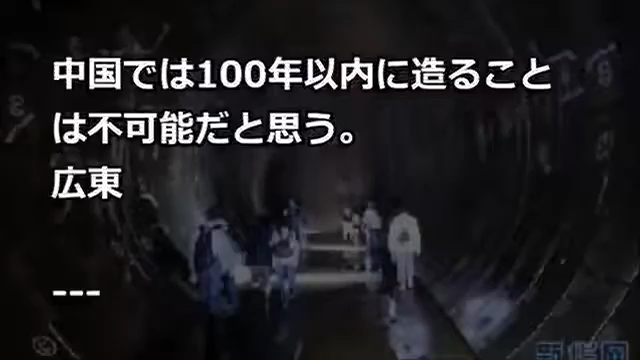 中国では100年以内に造ること
は不可能だと思う。
広東
---